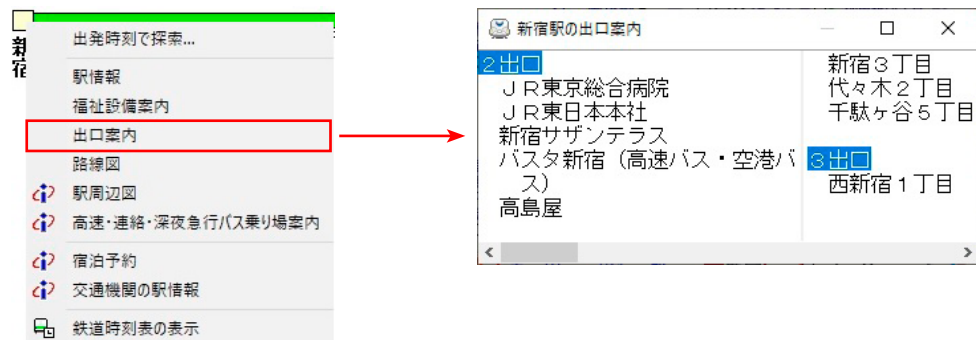 新宿
出発時刻で探索...
駅情報
福祉設備案内
出口案内
路線図
駅周辺図
高速･連絡･深夜急行バス乗り場案内
宿泊予約
交通機関の駅情報
鉄道時刻表の表示
新宿駅の出口案内
2出口
ＪＲ東京総合病院
ＪＲ東日本本社
新宿サザンテラス
バスタ新宿（高速バス・空港バ
ス）
高島屋
新宿３丁目
代々木２丁目
千駄ヶ谷５丁目
3出口
西新宿１丁目